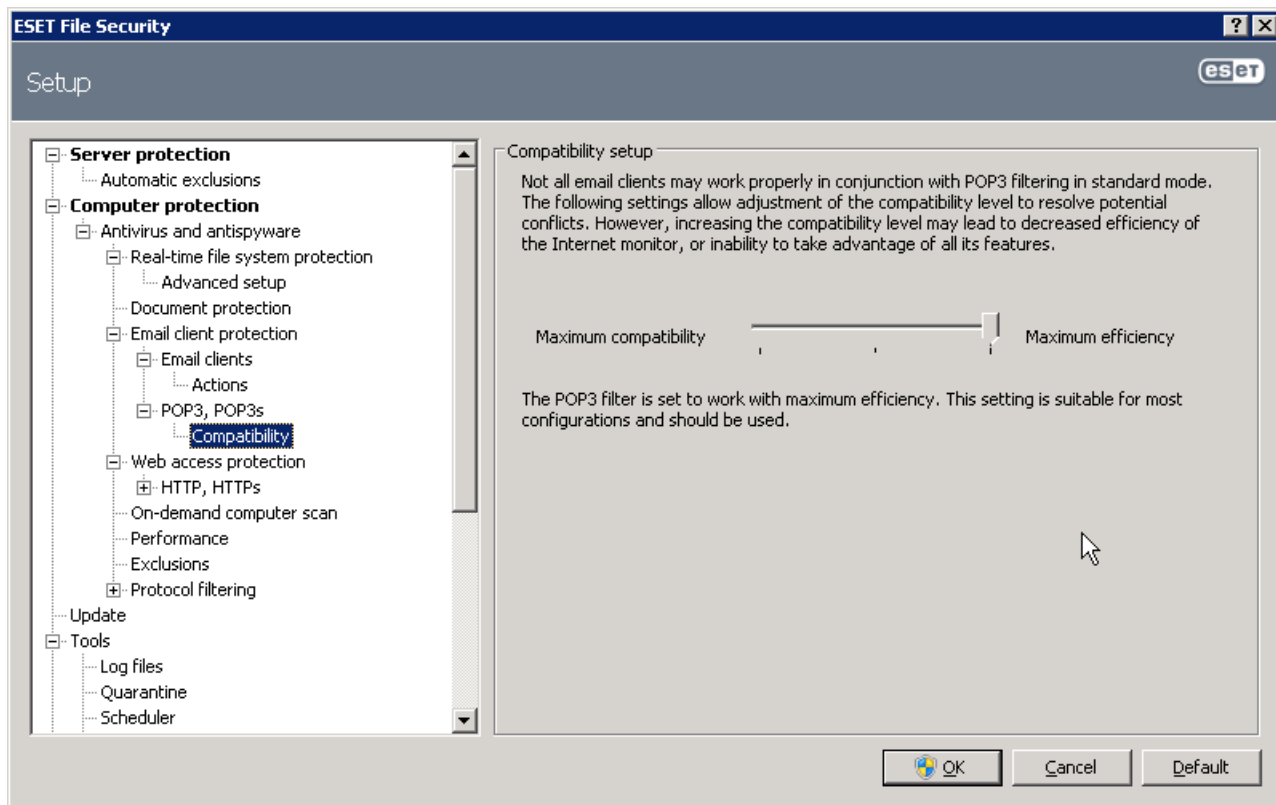 ESET File Security
Setup
eset
Server protection
Automatic exclusions
Computer protection
Antivirus and antispyware
Real-time file system protection
Advanced setup
Document protection
Email client protection
Email clients
Actions
POP3, POP3s
Compatibility
Web access protection
HTTP, HTTPs
On-demand computer scan
Performance
Exclusions
Protocol filtering
Update
Tools
Log files
Quarantine
Scheduler
Compatibility setup
Not all email clients may work properly in conjunction with POP3 filtering in standard mode.
The following settings allow adjustment of the compatibility level to resolve potential
conflicts. However, increasing the compatibility level may lead to decreased efficiency of
the Internet monitor, or inability to take advantage of all its features.
Maximum compatibility
Maximum efficiency
The POP3 filter is set to work with maximum efficiency. This setting is suitable for most
configurations and should be used.
OK
Cancel
Default